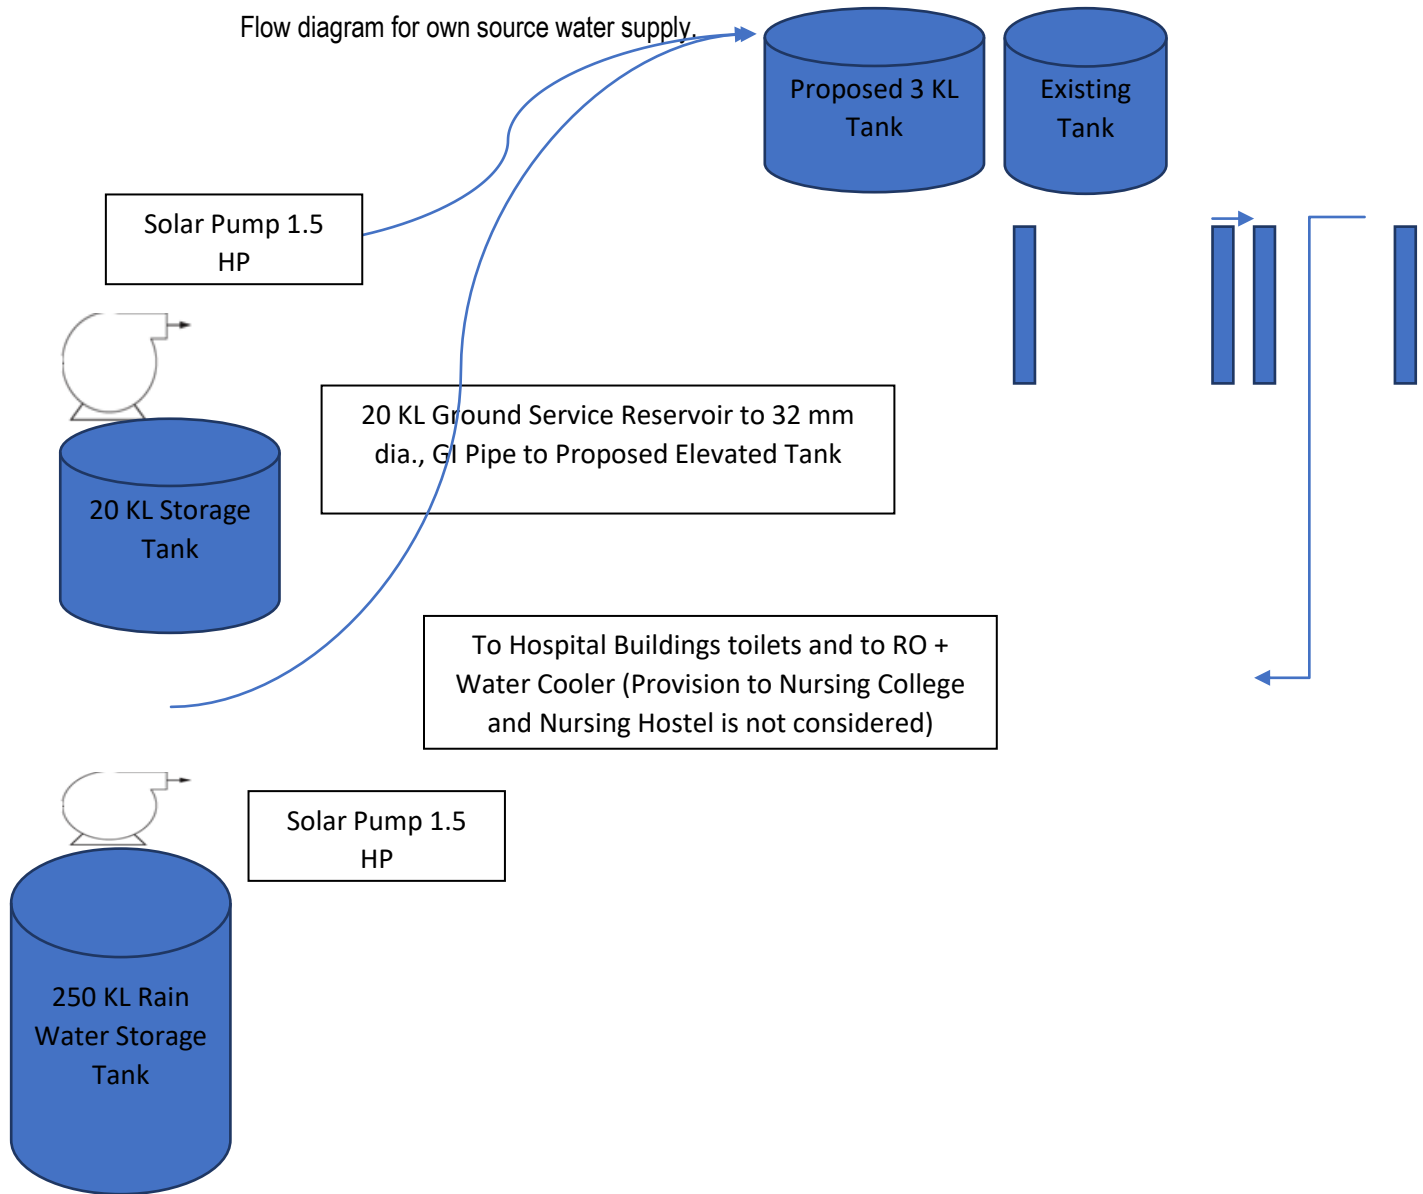 Flow diagram for own source water supply.
Proposed 3 KL
Tank
Existing
Tank
Solar Pump 1.5
HP
20 KL Ground Service Reservoir to 32 mm
dia., GI Pipe to Proposed Elevated Tank
20 KL Storage
Tank
To Hospital Buildings toilets and to RO +
Water Cooler (Provision to Nursing College
and Nursing Hostel is not considered)
Solar Pump 1.5
HP
250 KL Rain
Water Storage
Tank